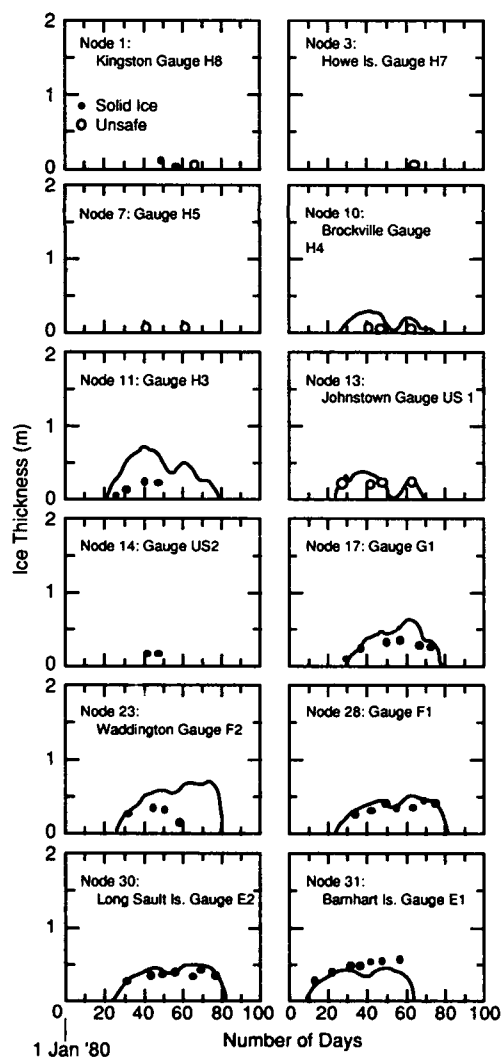 2
Node 1:
Kingston Gauge H8
Node 3:
Howe Is. Gauge H7
1
Solid Ice
Unsafe
0
2
Node 7: Gauge H5
Node 10:
Brockville Gauge
H4
1
0
2
Node 11: Gauge H3
Node 13:
Johnstown Gauge US 1
1
0
2
Node 14: Gauge US2
Node 17: Gauge G1
1
0
2
Node 23:
Waddington Gauge F2
Node 28: Gauge F1
1
0
2
Node 30:
Long Sault Is. Gauge E2
Node 31:
Barnhart Is. Gauge E1
1
0
0 20 40 60 80 100 0 20 40 60 80 100
Ice Thickness (m)
Number of Days
1 Jan '80